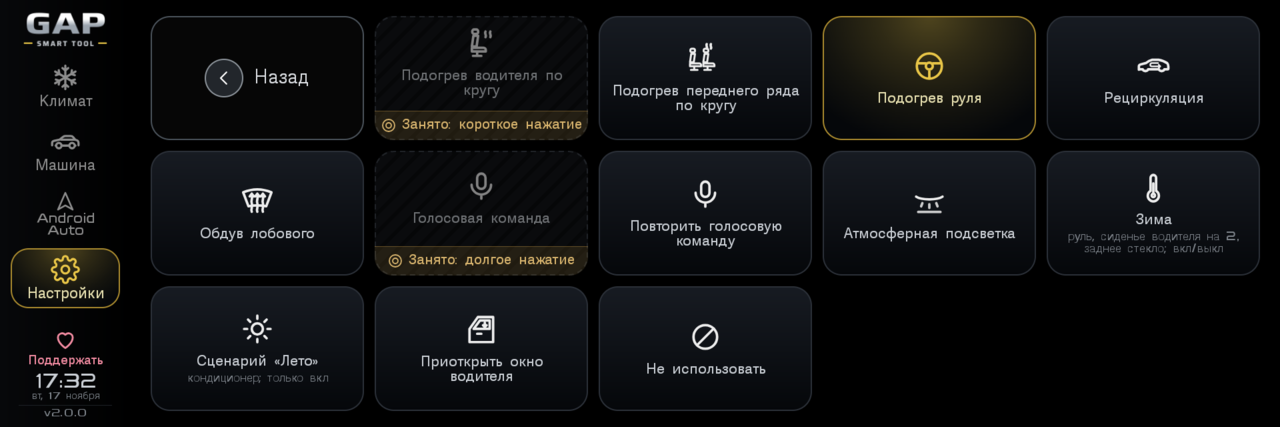 GAP
SMART TOOL
Климат
Машина
Android
Auto
Настройки
Поддержать
17:32
вт, 17 ноября
v2.0.0
Назад
Подогрев водителя по
кругу
Занято: короткое нажатие
Подогрев переднего ряда
по кругу
Подогрев руля
Рециркуляция
Обдув лобового
Голосовая команда
Занято: долгое нажатие
Повторить голосовую
команду
Атмосферная подсветка
Зима
руль, сиденье водителя на 2,
заднее стекло; вкл/выкл
Сценарий «Лето»
кондиционер; только вкл
Приоткрыть окно
водителя
Не использовать